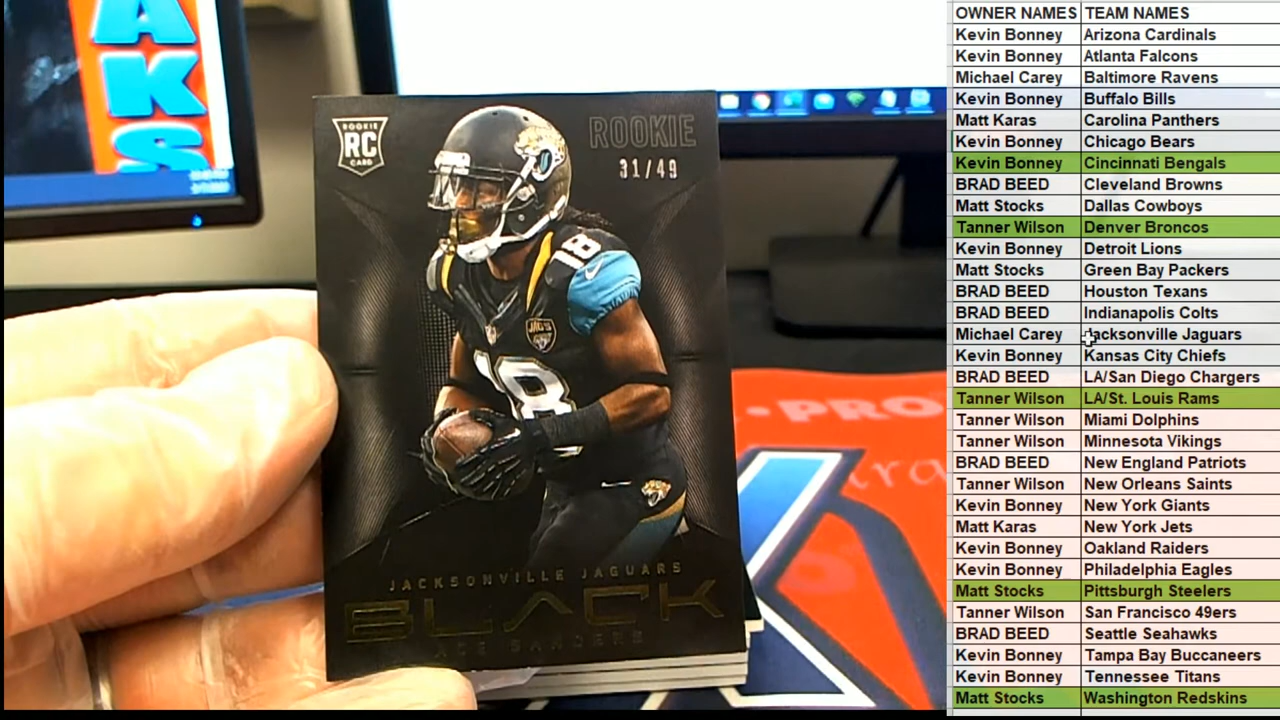 AKS
ROOKIE
RC
CARD
ROOKIE
31/49
18
JAGS
18
JACKSONVILLE JAGUARS
BLACK
ACE SANDERS
PRO
OWNER NAMES TEAM NAMES
Kevin Bonney Arizona Cardinals
Kevin Bonney Atlanta Falcons
Michael Carey Baltimore Ravens
Kevin Bonney Buffalo Bills
Matt Karas Carolina Panthers
Kevin Bonney Chicago Bears
Kevin Bonney Cincinnati Bengals
BRAD BEED Cleveland Browns
Matt Stocks Dallas Cowboys
Tanner Wilson Denver Broncos
Kevin Bonney Detroit Lions
Matt Stocks Green Bay Packers
BRAD BEED Houston Texans
BRAD BEED Indianapolis Colts
Michael Carey Jacksonville Jaguars
Kevin Bonney Kansas City Chiefs
BRAD BEED LA/San Diego Chargers
Tanner Wilson LA/St. Louis Rams
Tanner Wilson Miami Dolphins
Tanner Wilson Minnesota Vikings
BRAD BEED New England Patriots
Tanner Wilson New Orleans Saints
Kevin Bonney New York Giants
Matt Karas New York Jets
Kevin Bonney Oakland Raiders
Kevin Bonney Philadelphia Eagles
Matt Stocks Pittsburgh Steelers
Tanner Wilson San Francisco 49ers
BRAD BEED Seattle Seahawks
Kevin Bonney Tampa Bay Buccaneers
Kevin Bonney Tennessee Titans
Matt Stocks Washington Redskins